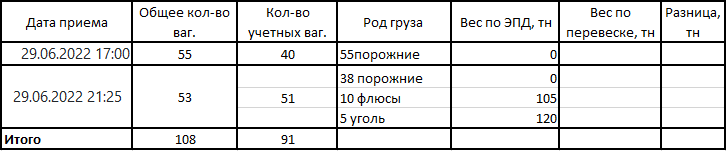 Дата приема Общее кол-во ваг. Кол-во учетных ваг. Род груза Вес по ЭПД, тн Вес по перевеске, тн Разница, тн
29.06.2022 17:00 55 40 55порожние 0
29.06.2022 21:25 53 51 38 порожние 0
10 флюсы 105
5 уголь 120
Итого 108 91